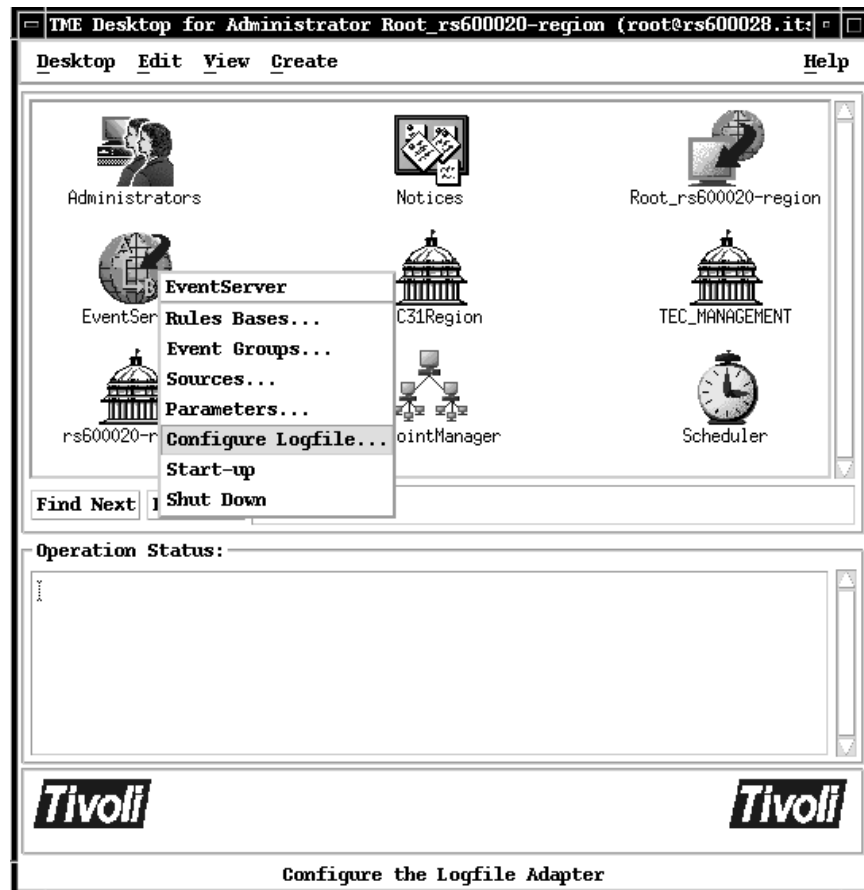 TME Desktop for Administrator Root_rs600020-region (root@rs600028.it
Desktop Edit View Create Help
Administrators Notices Root_rs600020-region
EventSer C31Region TEC_MANAGEMENT
EventServer
Rules Bases...
Event Groups...
Sources...
Parameters...
Configure Logfile...
Start-up
Shut Down
rs600020-r ointManager Scheduler
Find Next
Operation Status:
Tivoli Tivoli
Configure the Logfile Adapter